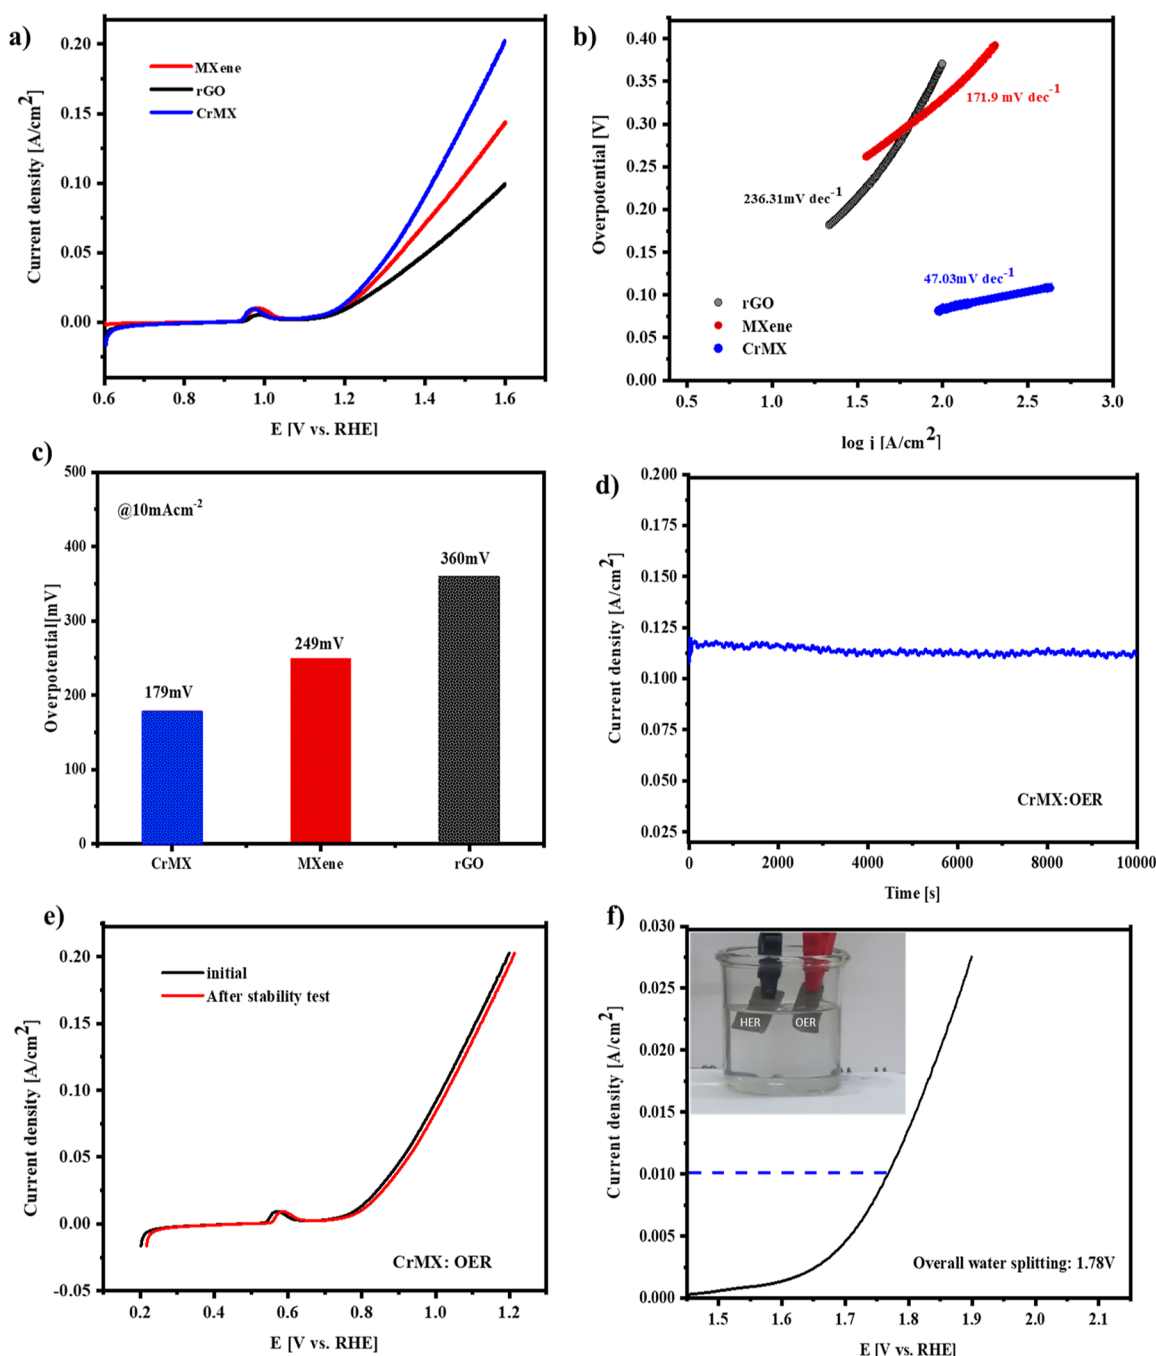 a)
Current density [A/cm²]
0.20
0.15
0.10
0.05
0.00
MXene
rGO
CrMX
0.6 0.8 1.0 1.2 1.4 1.6
E [V vs. RHE]
b)
Overpotential [V]
0.40
0.35
0.30
0.25
0.20
0.15
0.10
0.05
0.00
171.9 mV dec⁻¹
236.31mV dec⁻¹
47.03mV dec⁻¹
rGO
MXene
CrMX
0.5 1.0 1.5 2.0 2.5 3.0
log j [A/cm²]
c)
Overpotential[mV]
500
400
300
200
100
0
@10mAcm⁻²
179mV
249mV
360mV
CrMX MXene rGO
d)
Current density [A/cm²]
0.200
0.175
0.150
0.125
0.100
0.075
0.050
0.025
CrMX:OER
0 2000 4000 6000 8000 10000
Time [s]
e)
Current density [A/cm²]
0.20
0.15
0.10
0.05
0.00
-0.05
initial
After stability test
CrMX: OER
0.2 0.4 0.6 0.8 1.0 1.2
E [V vs. RHE]
f)
Current density [A/cm²]
0.030
0.025
0.020
0.015
0.010
0.005
0.000
HER OER
Overall water splitting: 1.78V
1.5 1.6 1.7 1.8 1.9 2.0 2.1
E [V vs. RHE]